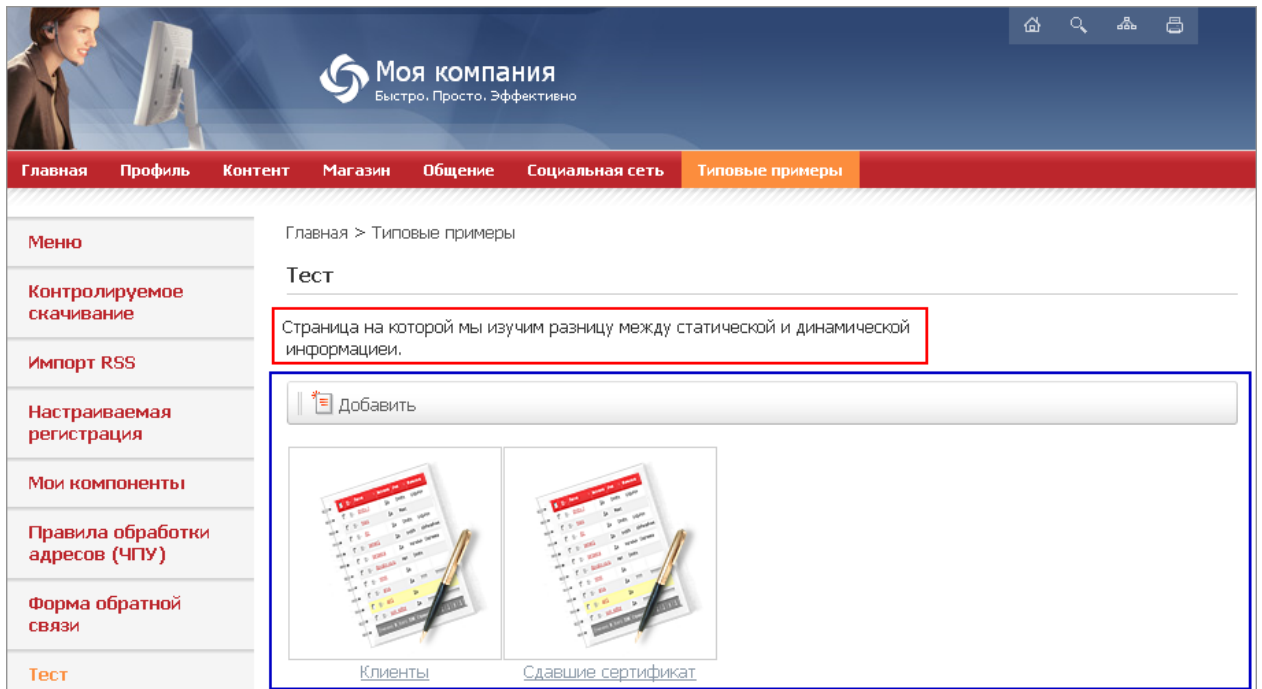 Моя компания
Быстро. Просто. Эффективно
Главная Профиль Контент Магазин Общение Социальная сеть Типовые примеры
Меню
Контролируемое
скачивание
Импорт RSS
Настраиваемая
регистрация
Мои компоненты
Правила обработки
адресов (ЧПУ)
Форма обратной
связи
Тест
Главная > Типовые примеры
Тест
Страница на которой мы изучим разницу между статической и динамической
информацией.
Добавить
Клиенты
Сдавшие сертификат